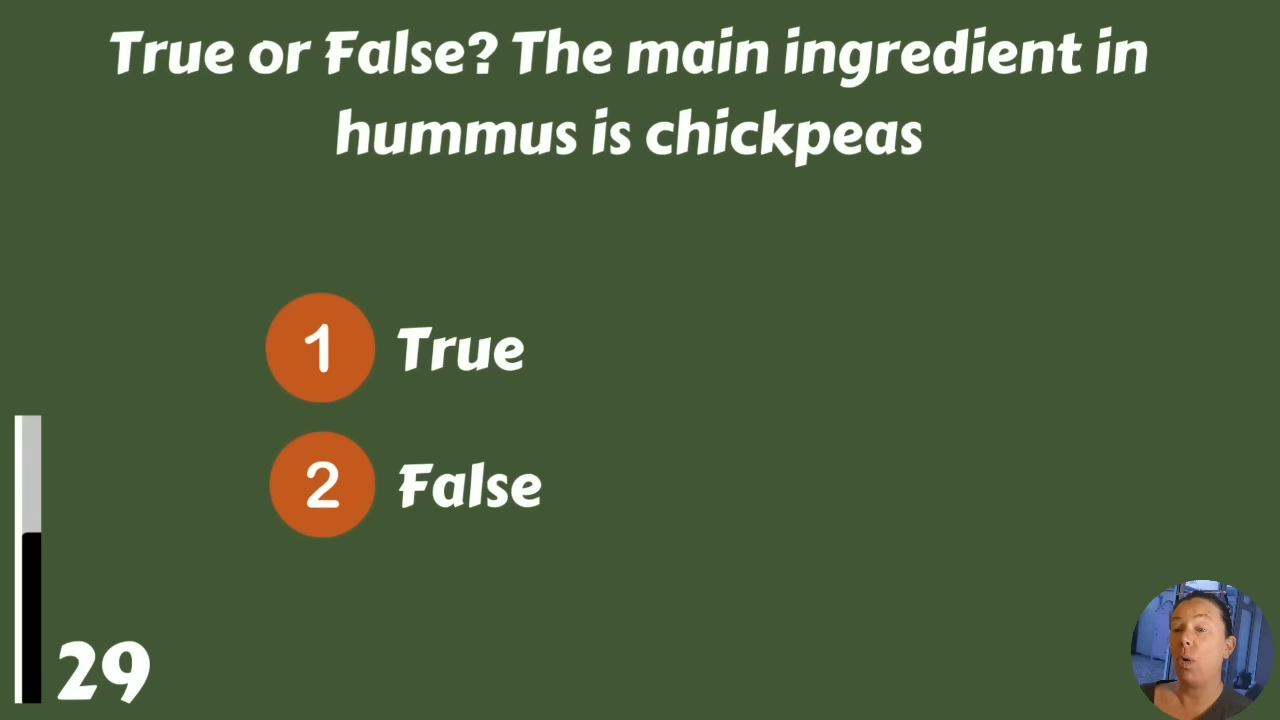 True or False? The main ingredient in
hummus is chickpeas
1 True
2 False
29